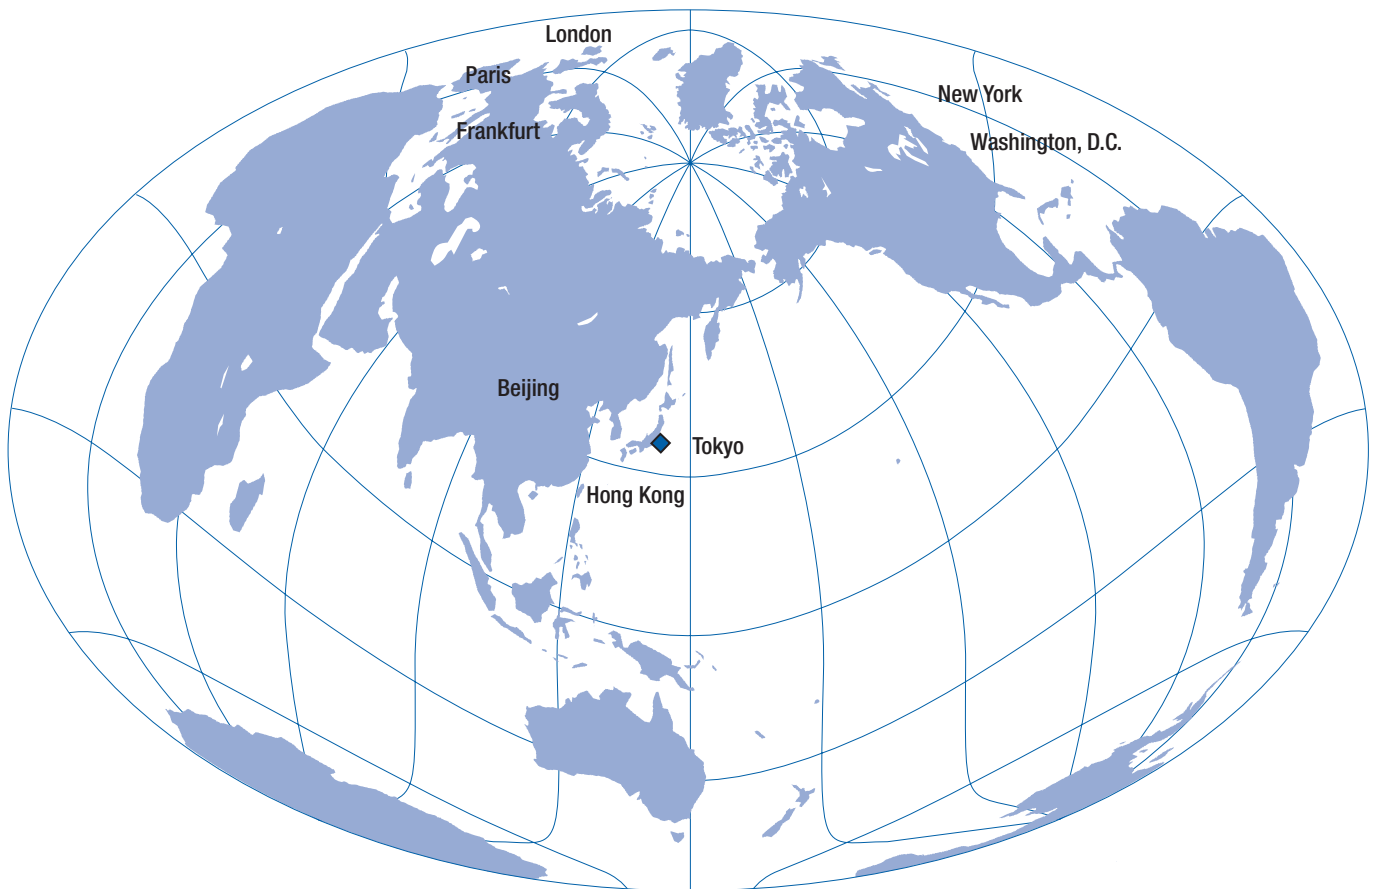 London
Paris
New York
Frankfurt
Washington, D.C.
Beijing
Tokyo
Hong Kong